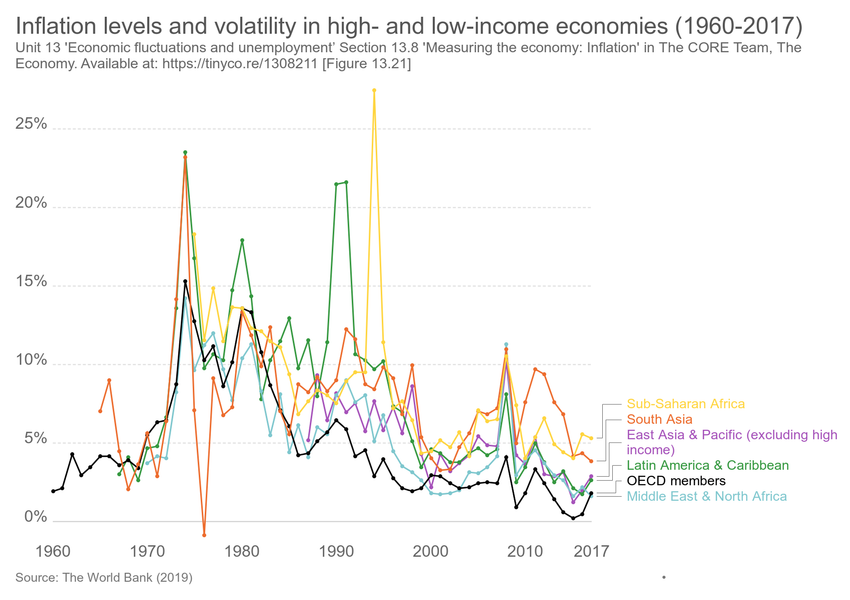 Inflation levels and volatility in high- and low-income economies (1960-2017)
Unit 13 'Economic fluctuations and unemployment' Section 13.8 'Measuring the economy: Inflation' in The CORE Team, The
Economy. Available at: https://tinyco.re/1308211 [Figure 13.21]
25%
20%
15%
10%
5%
0%
Sub-Saharan Africa
South Asia
East Asia & Pacific (excluding high
income)
Latin America & Caribbean
OECD members
Middle East & North Africa
1960 1970 1980 1990 2000 2010 2017
Source: The World Bank (2019)